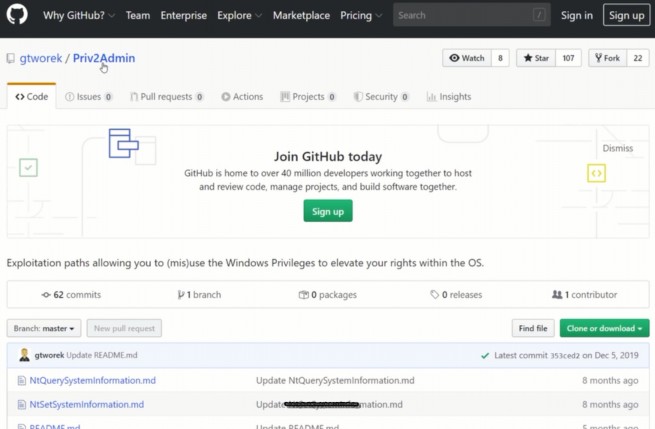 Why GitHub? Team Enterprise Explore Marketplace Pricing Search / Sign in Sign up
gtworek / Priv2Admin Watch 8 Star 107 Fork 22
Code Issues 0 Pull requests 0 Actions Projects 0 Security 0 Insights
Dismiss
Join GitHub today
GitHub is home to over 40 million developers working together to
host and review code, manage projects, and build software together.
Sign up
Exploitation paths allowing you to (mis)use the Windows Privileges to elevate your rights within the OS.
62 commits 1 branch 0 packages 0 releases 1 contributor
Branch: master New pull request Find file Clone or download
gtworek Update README.md Latest commit 353ced2 on Dec 5, 2019
NtQuerySystemInformation.md Update NtQuerySystemInformation.md 8 months ago
NtSetSystemInformation.md Update mation.md 8 months ago
README.md Update README.md 5 months ago